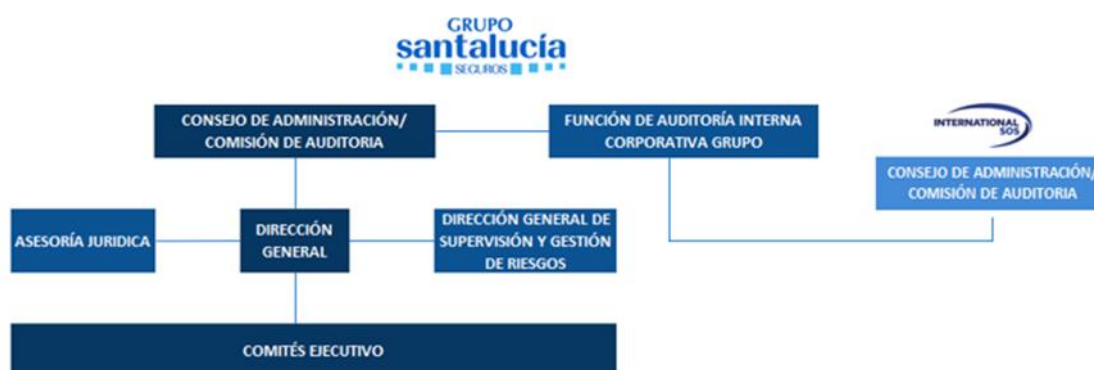 GRUPO
santalucía
SEGUROS
CONSEJO DE ADMINISTRACIÓN/
COMISIÓN DE AUDITORIA
FUNCIÓN DE AUDITORÍA INTERNA
CORPORATIVA GRUPO
INTERNATIONAL
SOS
CONSEJO DE ADMINISTRACIÓN/
COMISIÓN DE AUDITORIA
ASESORÍA JURIDICA
DIRECCIÓN
GENERAL
DIRECCIÓN GENERAL DE
SUPERVISIÓN Y GESTIÓN
DE RIESGOS
COMITÉS EJECUTIVO